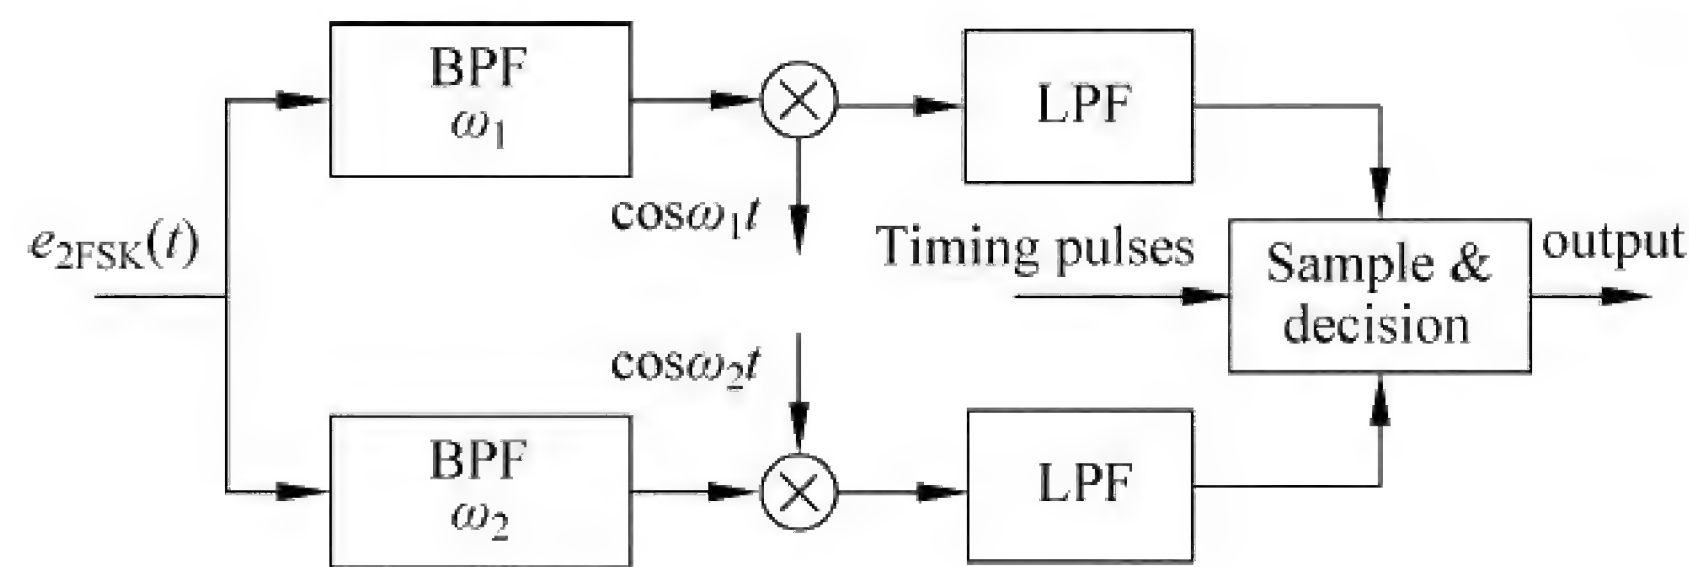 BPF
ω₁
LPF
cosω₁t
e₂FSK(t)
Timing pulses
Sample &
decision
output
cosω₂t
BPF
ω₂
LPF